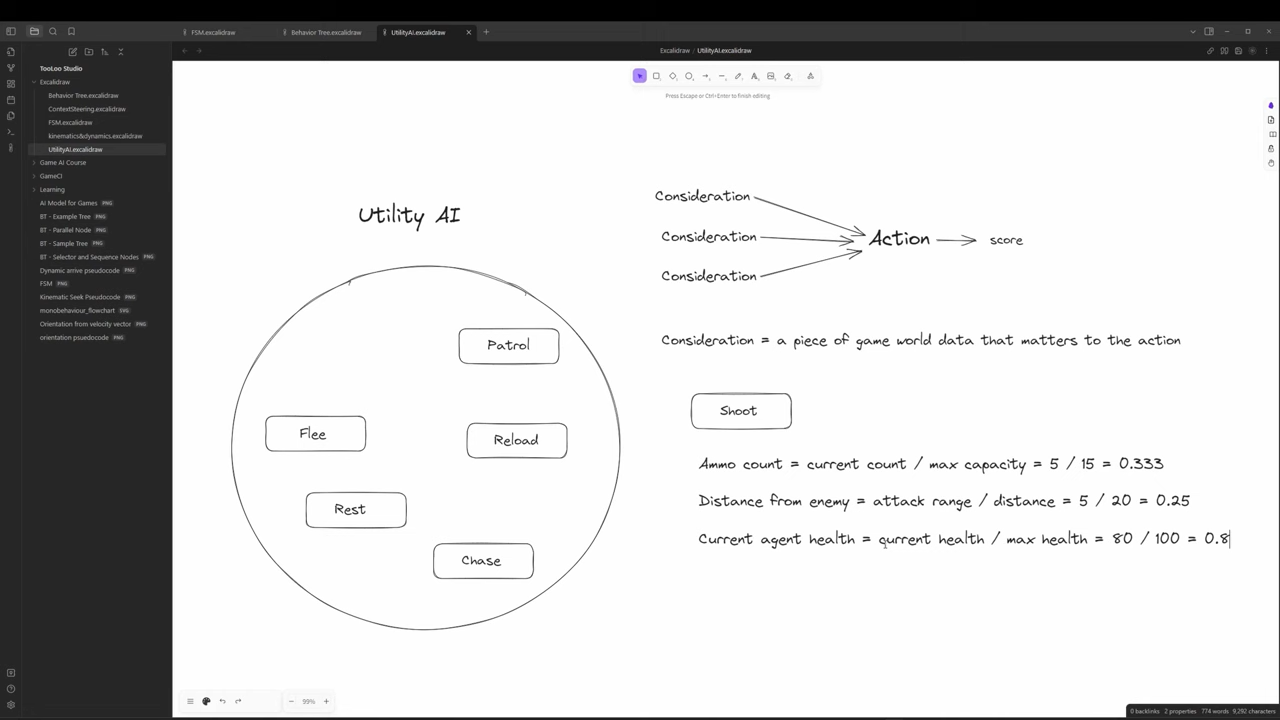 FSM.excalidraw
Behavior Tree.excalidraw
UtilityAI.excalidraw
Excalidraw / UtilityAI.excalidraw
TooLoo Studio
Excalidraw
Behavior Tree.excalidraw
ContextSteering.excalidraw
FSM.excalidraw
kinematics&dynamics.excalidraw
UtilityAI.excalidraw
Game AI Course
GameCI
Learning
AI Model for Games PNG
BT - Example Tree PNG
BT - Parallel Node PNG
BT - Sample Tree PNG
BT - Selector and Sequence Nodes PNG
Dynamic arrive pseudocode PNG
FSM PNG
Kinematic Seek Pseudocode PNG
monobehaviour_flowchart SVG
Orientation from velocity vector PNG
orientation psuedocode PNG
Press Escape or Ctrl+Enter to finish editing
Utility AI
Patrol
Flee
Reload
Rest
Chase
Consideration
Consideration
Consideration
Action
score
Consideration = a piece of game world data that matters to the action
Shoot
Ammo count = current count / max capacity = 5 / 15 = 0.333
Distance from enemy = attack range / distance = 5 / 20 = 0.25
Current agent health = current health / max health = 80 / 100 = 0.8
99%
0 backlinks 2 properties 774 words 9,292 characters